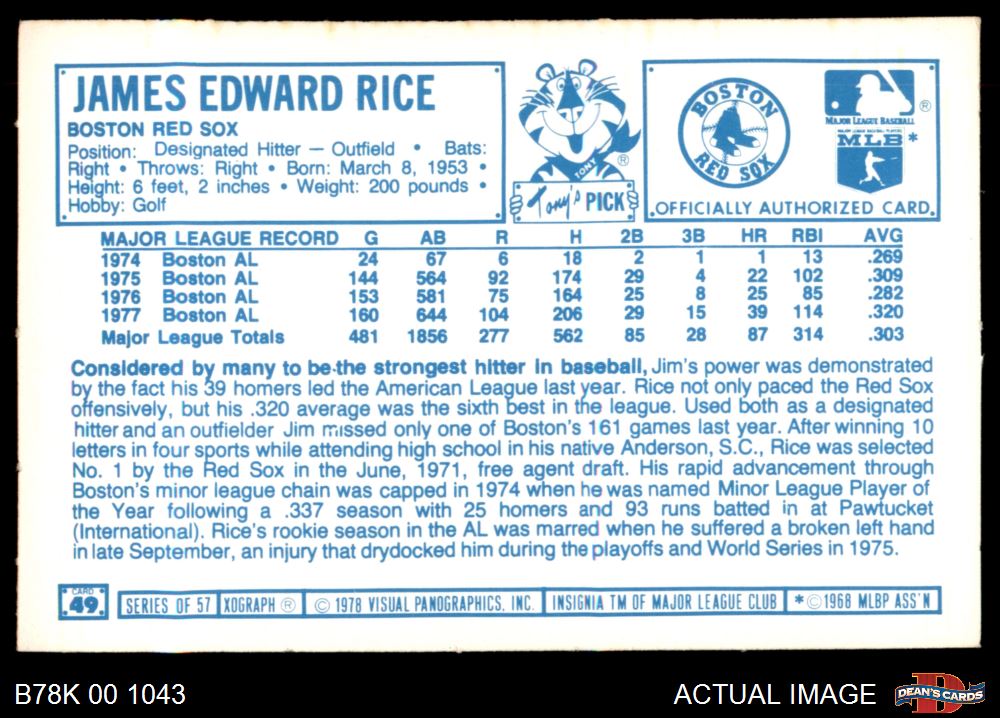 JAMES EDWARD RICE
BOSTON RED SOX
Position: Designated Hitter — Outfield • Bats:
Right • Throws: Right • Born: March 8, 1953 •
Height: 6 feet, 2 inches • Weight: 200 pounds •
Hobby: Golf
TONY
®
Tony's PICK
BOSTON
RED SOX
®
MAJOR LEAGUE BASEBALL
MAJOR LEAGUE BASEBALL PLAYERS
MLB *
OFFICIALLY AUTHORIZED CARD.
MAJOR LEAGUE RECORD G AB R H 2B 3B HR RBI AVG
1974 Boston AL 24 67 6 18 2 1 1 13 .269
1975 Boston AL 144 564 92 174 29 4 22 102 .309
1976 Boston AL 153 581 75 164 25 8 25 85 .282
1977 Boston AL 160 644 104 206 29 15 39 114 .320
Major League Totals 481 1856 277 562 85 28 87 314 .303
Considered by many to be the strongest hitter in baseball, Jim's power was demonstrated
by the fact his 39 homers led the American League last year. Rice not only paced the Red Sox
offensively, but his .320 average was the sixth best in the league. Used both as a designated
hitter and an outfielder Jim missed only one of Boston's 161 games last year. After winning 10
letters in four sports while attending high school in his native Anderson, S.C., Rice was selected
No. 1 by the Red Sox in the June, 1971, free agent draft. His rapid advancement through
Boston's minor league chain was capped in 1974 when he was named Minor League Player of
the Year following a .337 season with 25 homers and 93 runs batted in at Pawtucket
(International). Rice's rookie season in the AL was marred when he suffered a broken left hand
in late September, an injury that drydocked him during the playoffs and World Series in 1975.
CARD
49
SERIES OF 57 XOGRAPH ® © 1978 VISUAL PANOGRAPHICS, INC. INSIGNIA TM OF MAJOR LEAGUE CLUB * © 1968 MLBP ASS'N
B78K 00 1043
ACTUAL IMAGE
D
DEAN'S CARDS